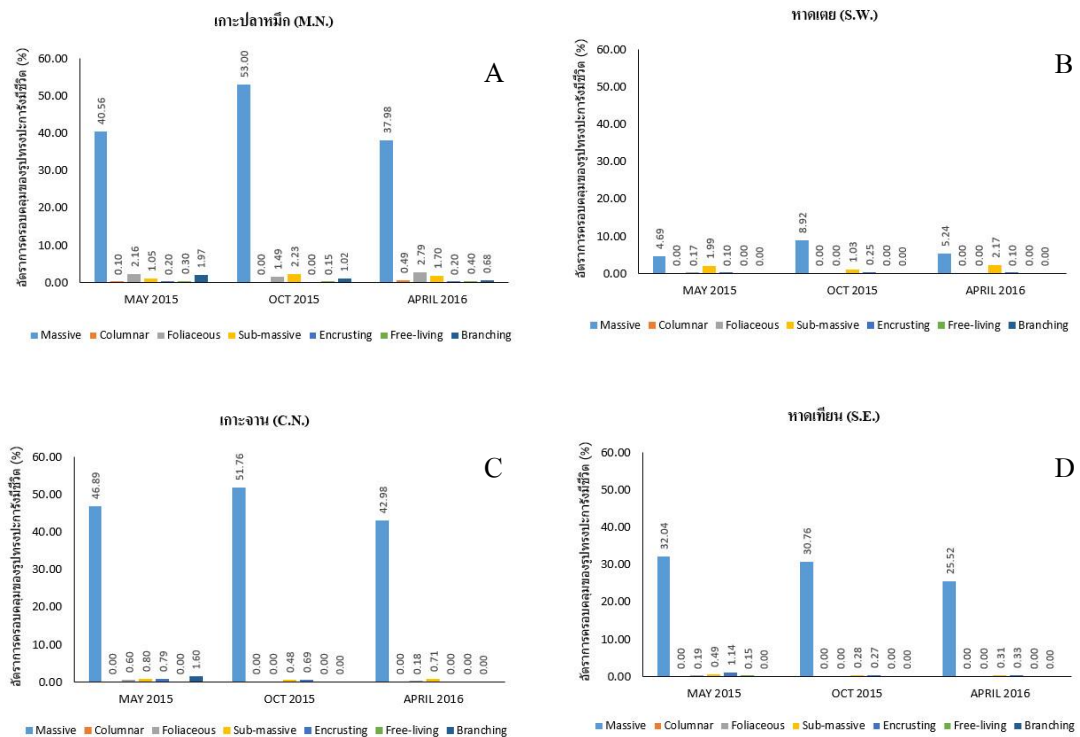 เกาะปลาหมึก (M.N.)
A
อัตราการครอบคลุมของรูปทรงปะการังมีชีวิต (%)
60.00
50.00
40.00
30.00
20.00
10.00
0.00
40.56 0.10 2.16 1.05 0.20 0.30 1.97
53.00 0.00 1.49 2.23 0.00 0.15 1.02
37.98 0.49 2.79 1.70 0.20 0.40 0.68
MAY 2015 OCT 2015 APRIL 2016
Massive Columnar Foliaceous Sub-massive Encrusting Free-living Branching
หาดเตย (S.W.)
B
อัตราการครอบคลุมของรูปทรงปะการังมีชีวิต (%)
60.00
50.00
40.00
30.00
20.00
10.00
0.00
4.69 0.00 0.17 1.99 0.10 0.00 0.00
8.92 0.00 0.00 1.03 0.25 0.00 0.00
5.24 0.00 0.00 2.17 0.10 0.00 0.00
MAY 2015 OCT 2015 APRIL 2016
Massive Columnar Foliaceous Sub-massive Encrusting Free-living Branching
เกาะจาน (C.N.)
C
อัตราการครอบคลุมของรูปทรงปะการังมีชีวิต (%)
60.00
50.00
40.00
30.00
20.00
10.00
0.00
46.89 0.00 0.60 0.80 0.79 0.00 1.60
51.76 0.00 0.00 0.48 0.69 0.00 0.00
42.98 0.00 0.18 0.71 0.00 0.00 0.00
MAY 2015 OCT 2015 APRIL 2016
Massive Columnar Foliaceous Sub-massive Encrusting Free-living Branching
หาดเทียน (S.E.)
D
อัตราการครอบคลุมของรูปทรงปะการังมีชีวิต (%)
60.00
50.00
40.00
30.00
20.00
10.00
0.00
32.04 0.00 0.19 0.49 1.14 0.15 0.00
30.76 0.00 0.00 0.28 0.27 0.00 0.00
25.52 0.00 0.00 0.31 0.33 0.00 0.00
MAY 2015 OCT 2015 APRIL 2016
Massive Columnar Foliaceous Sub-massive Encrusting Free-living Branching